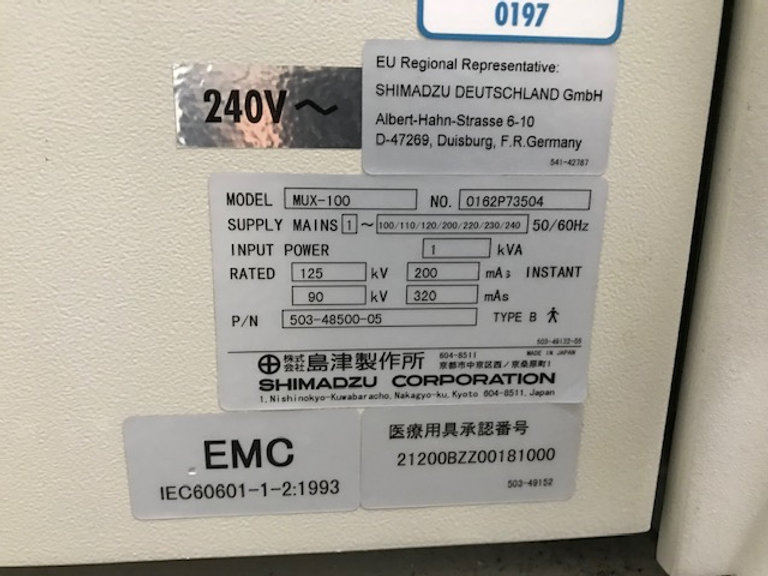 0197
240V～
EU Regional Representative:
SHIMADZU DEUTSCHLAND GmbH
Albert-Hahn-Strasse 6-10
D-47269, Duisburg, F.R.Germany
541-42787
MODEL MUX-100 NO. 0162P73504
SUPPLY MAINS 1～ 100/110/120/200/220/230/240 50/60Hz
INPUT POWER 1 kVA
RATED 125 kV 200 mAs INSTANT
90 kV 320 mAs
P/N 503-48500-05 TYPE B
503-49132-05
MADE IN JAPAN
株式会社 島津製作所 604-8511
京都市中京区西ノ京桑原町1
SHIMADZU CORPORATION
1, Nishinokyo-Kuwabaracho, Nakagyo-ku, Kyoto 604-8511, Japan
EMC
IEC60601-1-2:1993
医療用具承認番号
21200BZZ00181000
503-49152